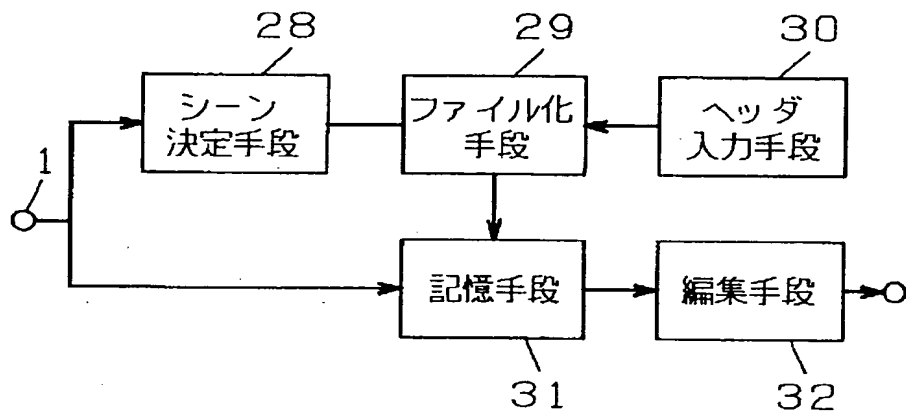 28
29
30
シーン
決定手段
ファイル化
手段
ヘッダ
入力手段
1
記憶手段
編集手段
31
32